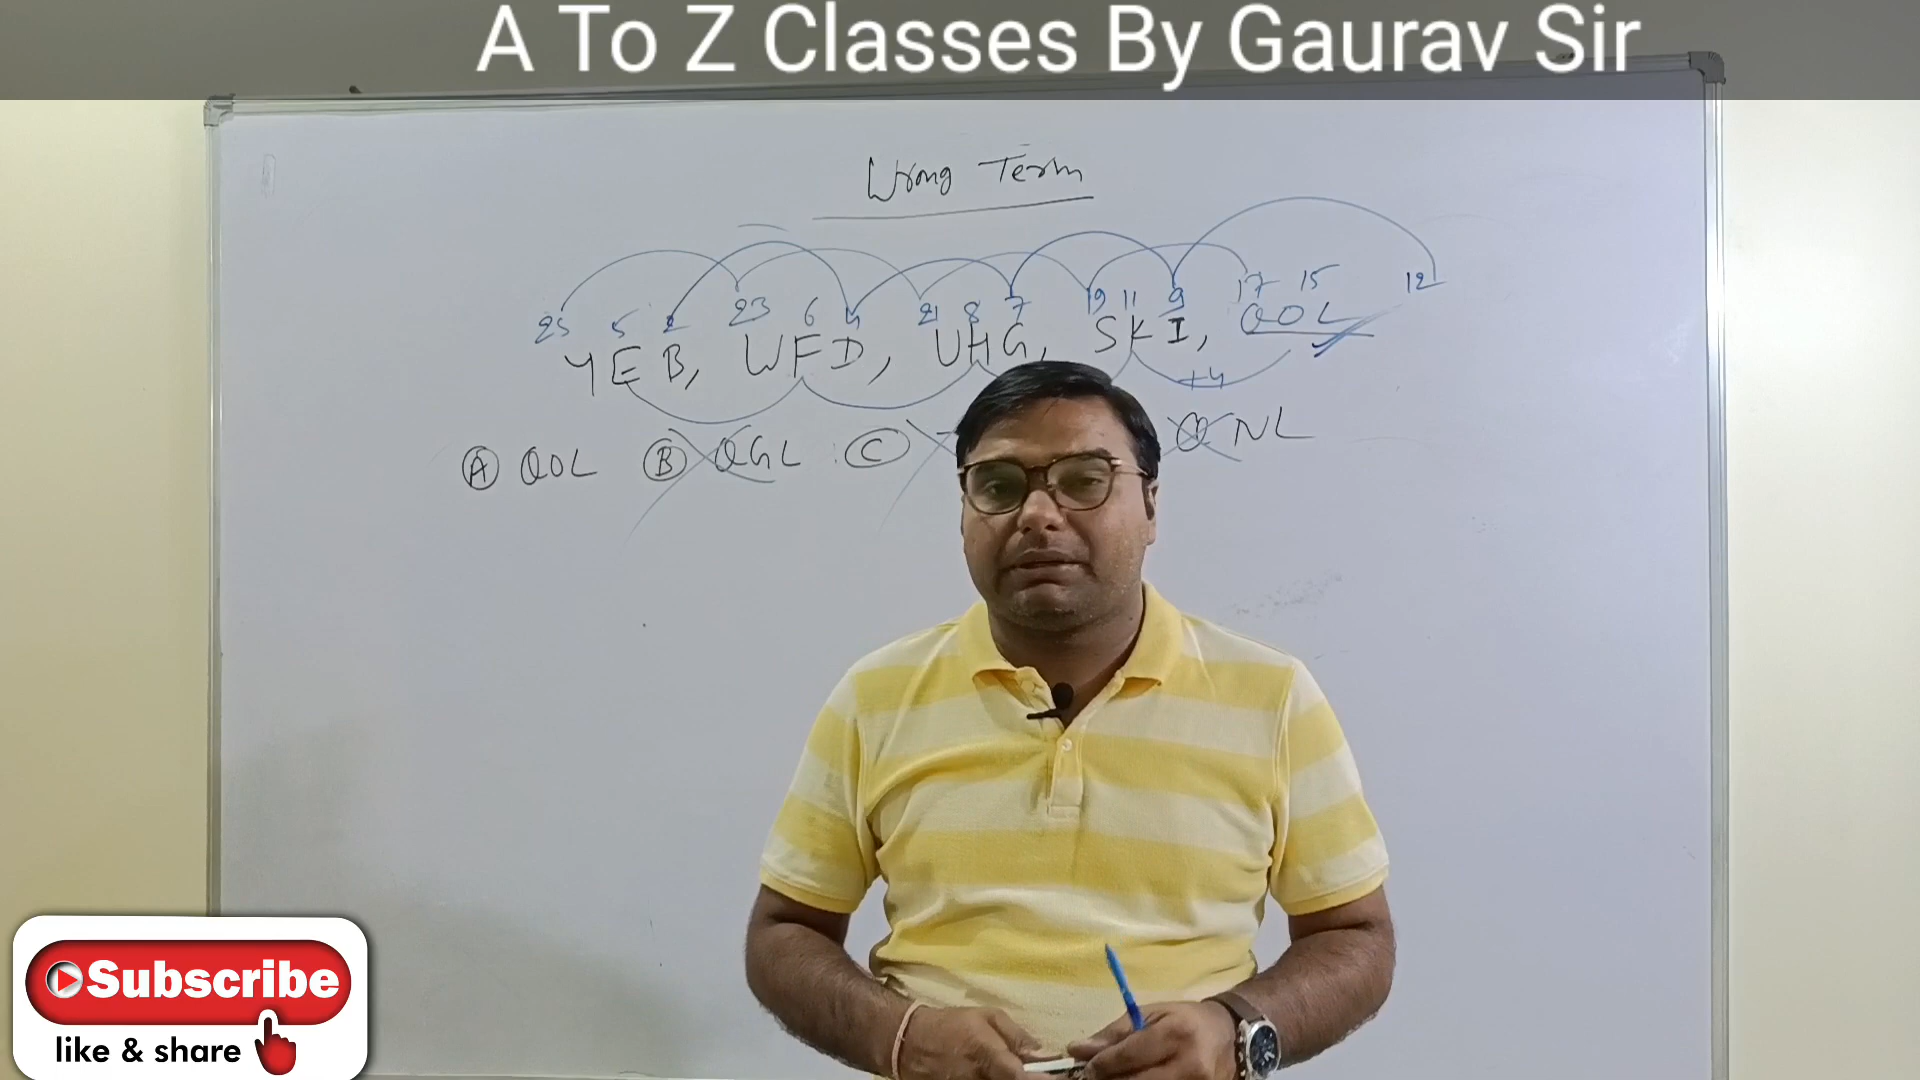 A To Z Classes By Gaurav Sir
Wrong Term
25 5 2 23 6 4 21 8 7 19 11 9 17 15 12
YEB, WFD, UHG, SKI, QOL
+4
A QOL B QGL C QNL
Subscribe
like & share